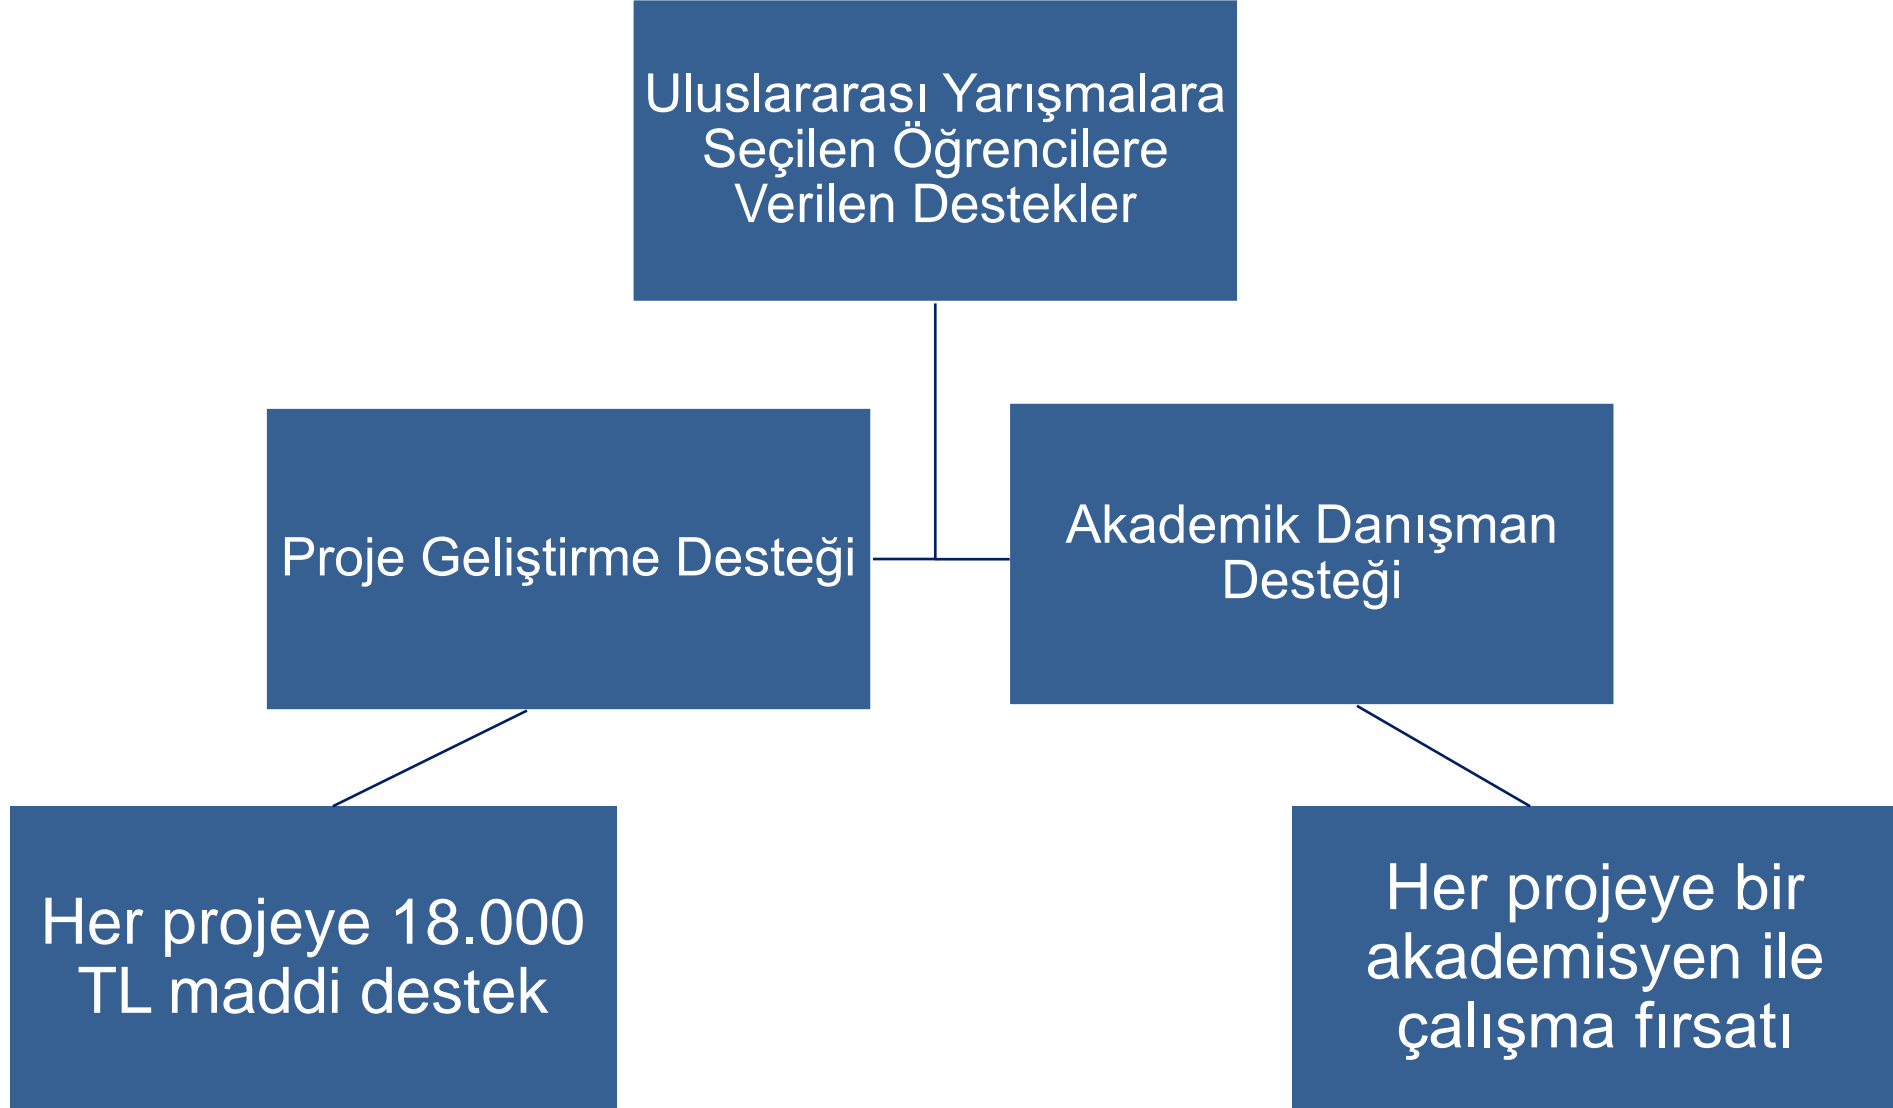 Uluslararası Yarışmalara
Seçilen Öğrencilere
Verilen Destekler
Proje Geliştirme Desteği
Akademik Danışman
Desteği
Her projeye 18.000
TL maddi destek
Her projeye bir
akademisyen ile
çalışma fırsatı